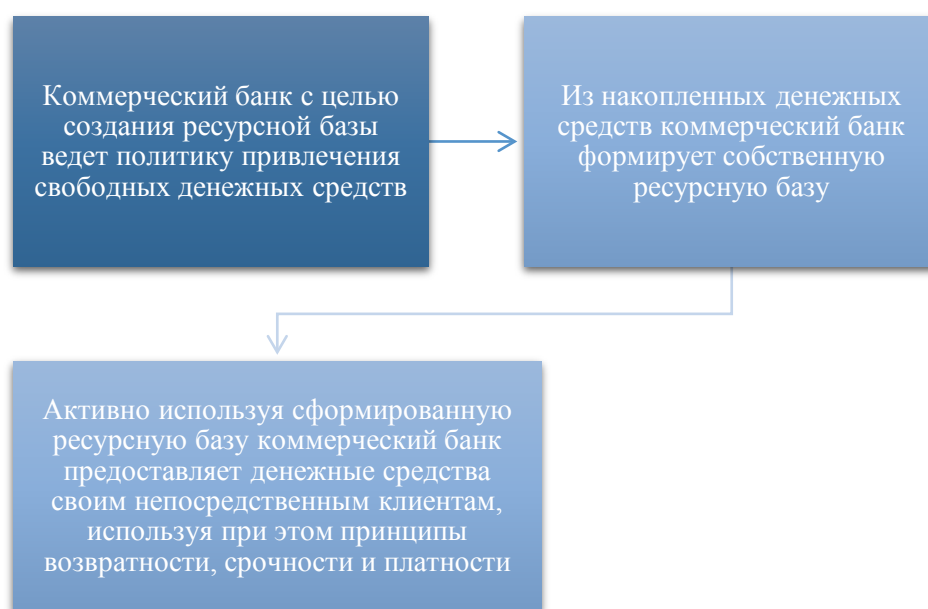 Коммерческий банк с целью
создания ресурсной базы
ведет политику привлечения
свободных денежных средств
Из накопленных денежных
средств коммерческий банк
формирует собственную
ресурсную базу
Активно используя сформированную
ресурсную базу коммерческий банк
предоставляет денежные средства
своим непосредственным клиентам,
используя при этом принципы
возвратности, срочности и платности